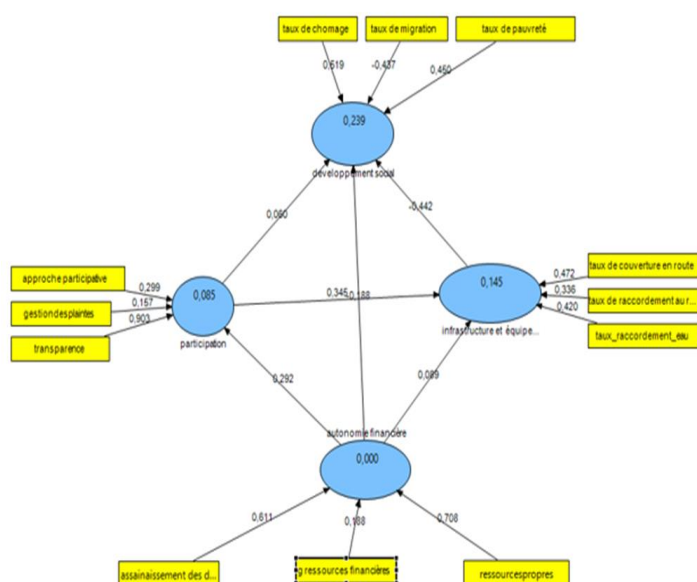 taux de chomage
taux de migration
taux de pauvreté
0,619
-0,437
0,450
0,239
développement social
0,080
-0,442
approche participative
gestiondesplaintes
transparence
0,299
0,157
0,903
0,085
participation
0,345
0,188
0,145
infrastructure et équipe...
0,472
0,336
0,420
taux de couverture en route
taux de raccordement au r...
taux_raccordement_eau
0,292
0,089
autonomie financière
0,000
0,611
0,188
0,708
assainaissement des d...
g ressources financières
ressourcespropres